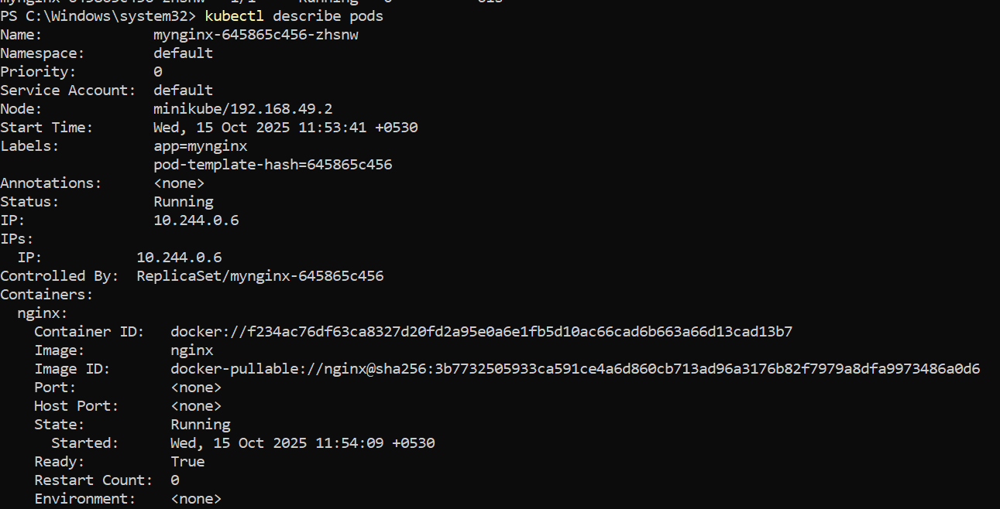 PS C:\Windows\system32> kubectl describe pods
Name:             mynginx-645865c456-zhsnw
Namespace:        default
Priority:         0
Service Account:  default
Node:             minikube/192.168.49.2
Start Time:       Wed, 15 Oct 2025 11:53:41 +0530
Labels:           app=mynginx
                  pod-template-hash=645865c456
Annotations:      <none>
Status:           Running
IP:               10.244.0.6
IPs:
  IP:           10.244.0.6
Controlled By:  ReplicaSet/mynginx-645865c456
Containers:
  nginx:
    Container ID:   docker://f234ac76df63ca8327d20fd2a95e0a6e1fb5d10ac66cad6b663a66d13cad13b7
    Image:          nginx
    Image ID:       docker-pullable://nginx@sha256:3b7732505933ca591ce4a6d860cb713ad96a3176b82f7979a8dfa9973486a0d6
    Port:           <none>
    Host Port:      <none>
    State:          Running
      Started:      Wed, 15 Oct 2025 11:54:09 +0530
    Ready:          True
    Restart Count:  0
    Environment:    <none>